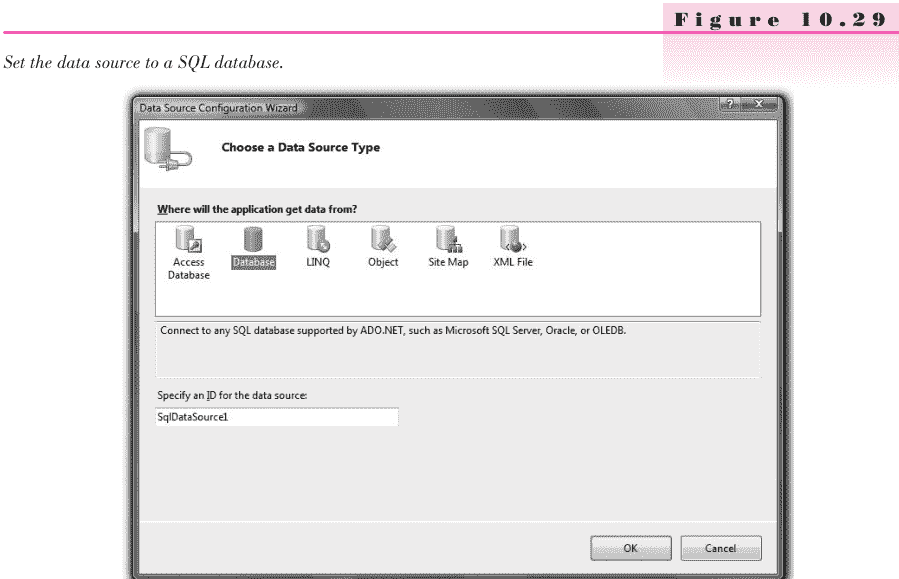 Figure 10.29
Set the data source to a SQL database.
Data Source Configuration Wizard
?
X
Choose a Data Source Type
Where will the application get data from?
Access Database
Database
LINQ
Object
Site Map
XML File
Connect to any SQL database supported by ADO.NET, such as Microsoft SQL Server, Oracle, or OLEDB.
Specify an ID for the data source:
SqlDataSource1
OK
Cancel